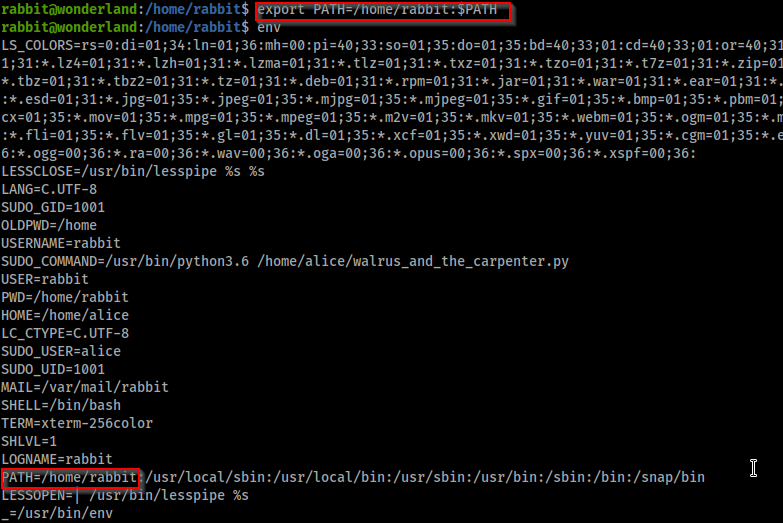 rabbit@wonderland:/home/rabbit$ export PATH=/home/rabbit:$PATH
rabbit@wonderland:/home/rabbit$ env
LS_COLORS=rs=0:di=01;34:ln=01;36:mh=00:pi=40;33:so=01;35:do=01;35:bd=40;33;01:cd=40;33;01:or=40;31
1;31:*.lz4=01;31:*.lzh=01;31:*.lzma=01;31:*.tlz=01;31:*.txz=01;31:*.tzo=01;31:*.t7z=01;31:*.zip=01
*.tbz=01;31:*.tbz2=01;31:*.tz=01;31:*.deb=01;31:*.rpm=01;31:*.jar=01;31:*.war=01;31:*.ear=01;31:*.
:*.esd=01;31:*.jpg=01;35:*.jpeg=01;35:*.mjpg=01;35:*.mjpeg=01;35:*.gif=01;35:*.bmp=01;35:*.pbm=01:
cx=01;35:*.mov=01;35:*.mpg=01;35:*.mpeg=01;35:*.m2v=01;35:*.mkv=01;35:*.webm=01;35:*.ogm=01;35:*.m
:*.fli=01;35:*.flv=01;35:*.gl=01;35:*.dl=01;35:*.xcf=01;35:*.xwd=01;35:*.yuv=01;35:*.cgm=01;35:*.e
6:*.ogg=00;36:*.ra=00;36:*.wav=00;36:*.oga=00;36:*.opus=00;36:*.spx=00;36:*.xspf=00;36:
LESSCLOSE=/usr/bin/lesspipe %s %s
LANG=C.UTF-8
SUDO_GID=1001
OLDPWD=/home
USERNAME=rabbit
SUDO_COMMAND=/usr/bin/python3.6 /home/alice/walrus_and_the_carpenter.py
USER=rabbit
PWD=/home/rabbit
HOME=/home/alice
LC_CTYPE=C.UTF-8
SUDO_USER=alice
SUDO_UID=1001
MAIL=/var/mail/rabbit
SHELL=/bin/bash
TERM=xterm-256color
SHLVL=1
LOGNAME=rabbit
PATH=/home/rabbit:/usr/local/sbin:/usr/local/bin:/usr/sbin:/usr/bin:/sbin:/bin:/snap/bin
LESSOPEN=| /usr/bin/lesspipe %s
_=/usr/bin/env